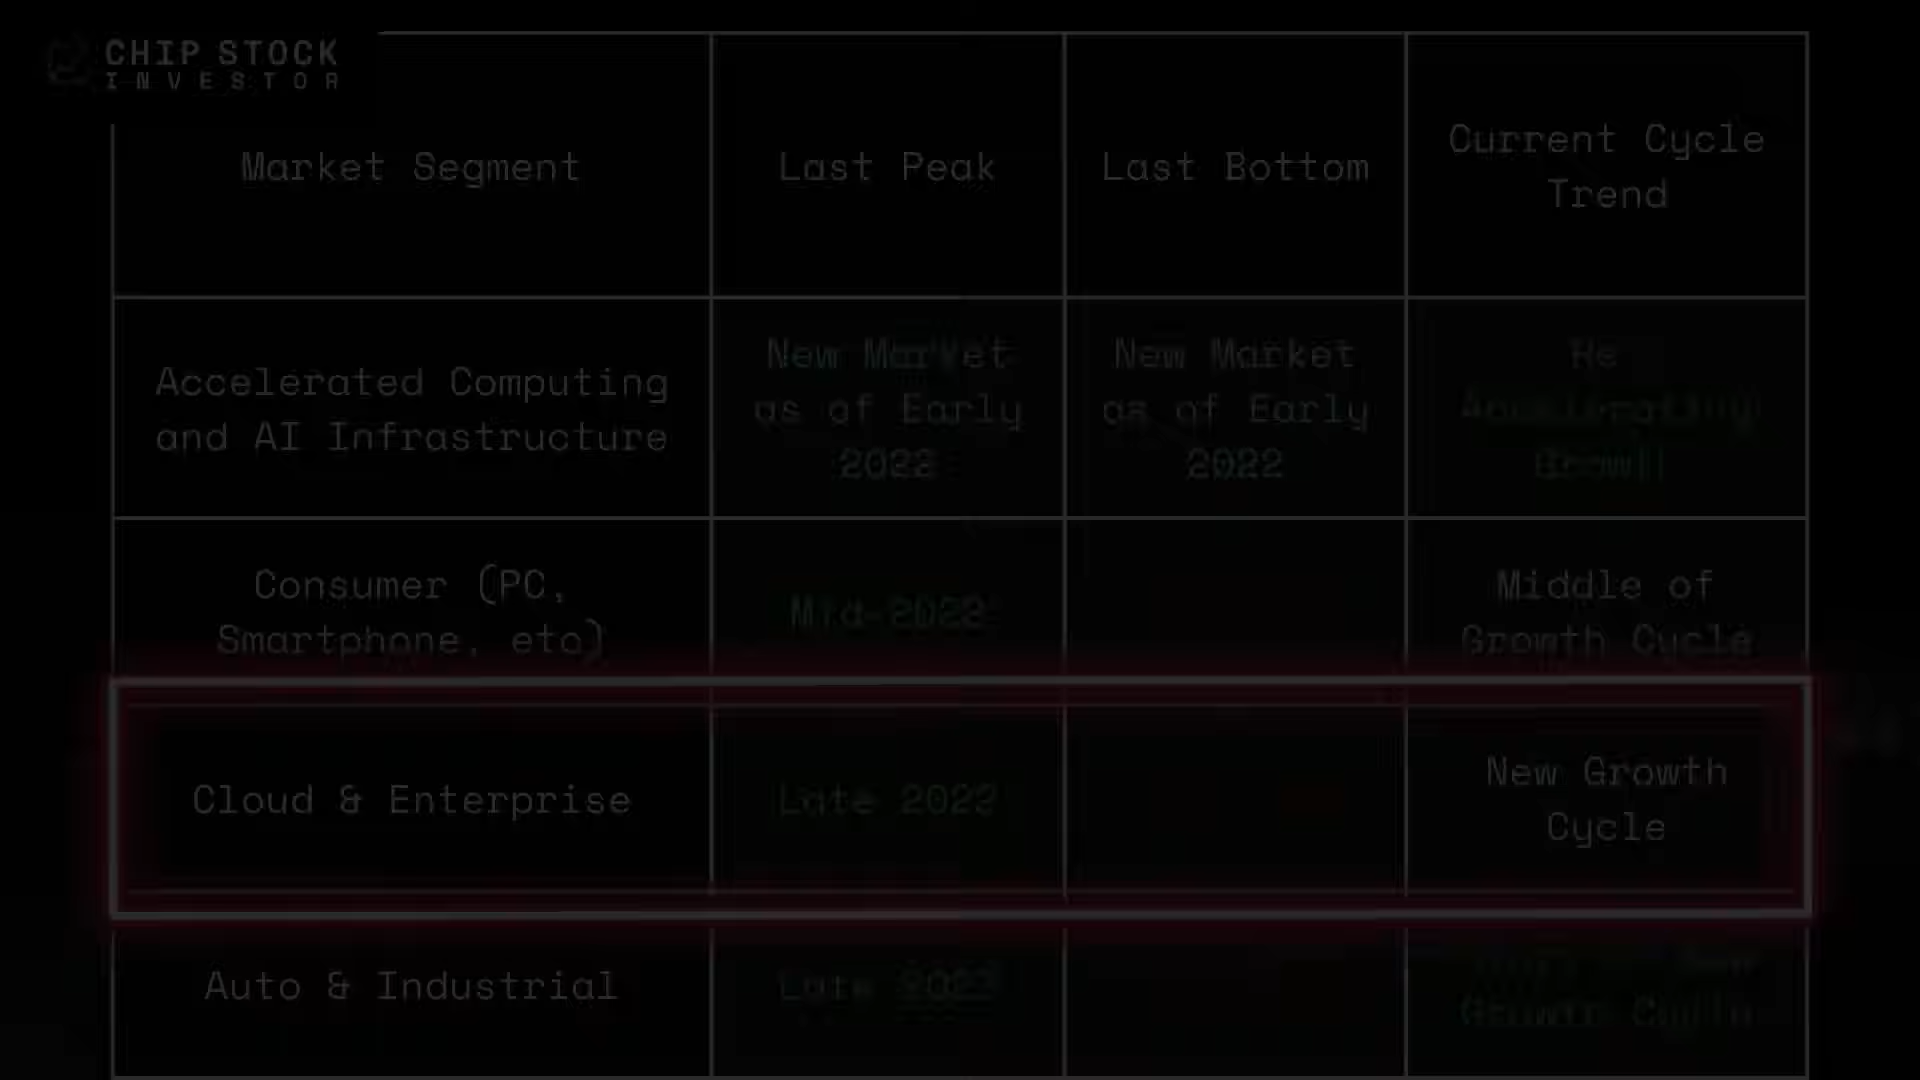 CHIP STOCK
INVESTOR
Market Segment
Last Peak
Last Bottom
Current Cycle
Trend
Accelerated Computing
and AI Infrastructure
New Market
as of Early
2022
New Market
as of Early
2022
Consumer (PC,
Smartphone, etc)
Mid-2022
Middle of
Growth Cycle
Cloud & Enterprise
Late 2022
New Growth
Cycle
Auto & Industrial
Late
Growth Cycle